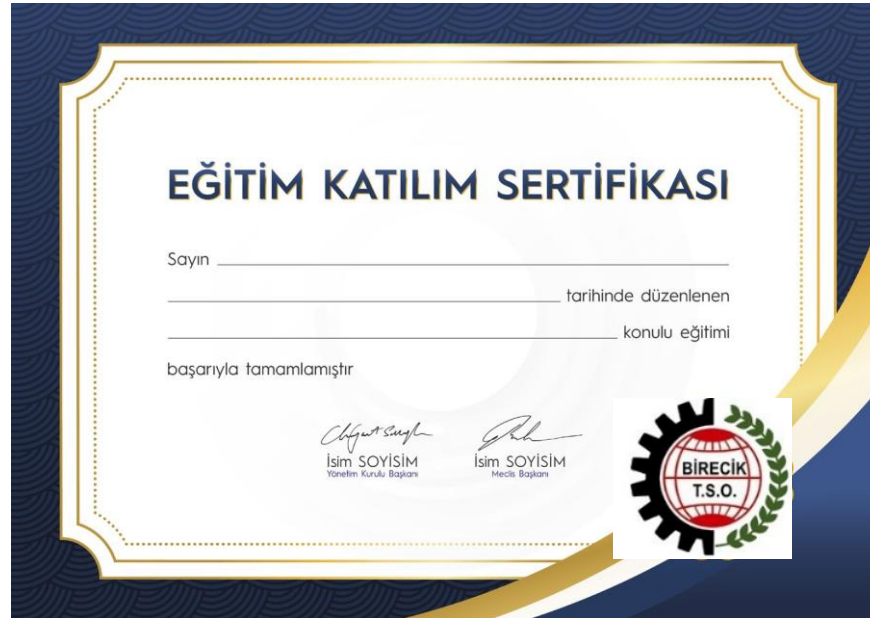 EĞİTİM KATILIM SERTİFİKASI
Sayın
tarihinde düzenlenen
konulu eğitimi
başarıyla tamamlamıştır
İsim SOYİSİM
Yönetim Kurulu Başkanı
İsim SOYİSİM
Meclis Başkanı
BİRECİK
T.S.O.